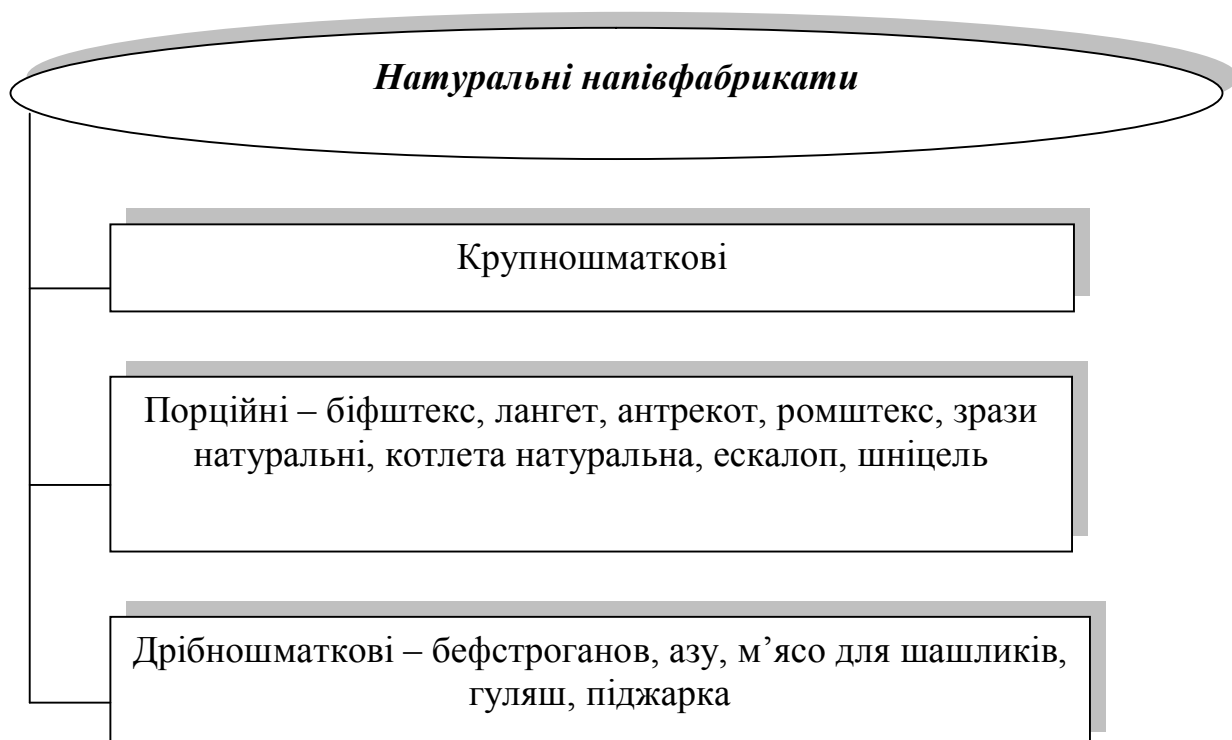 Натуральні напівфабрикати
Крупношматкові
Порційні – біфштекс, лангет, антрекот, ромштекс, зрази
натуральні, котлета натуральна, ескалоп, шніцель
Дрібношматкові – бефстроганов, азу, м’ясо для шашликів,
гуляш, піджарка